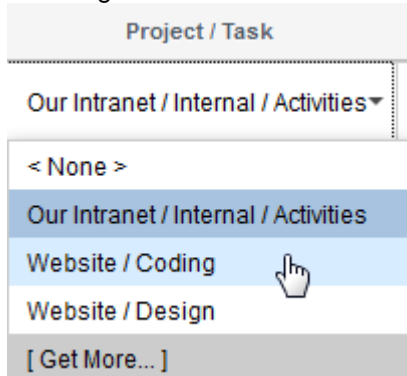 Project / Task
Our Intranet / Internal / Activities
< None >
Our Intranet / Internal / Activities
Website / Coding
Website / Design
[ Get More... ]